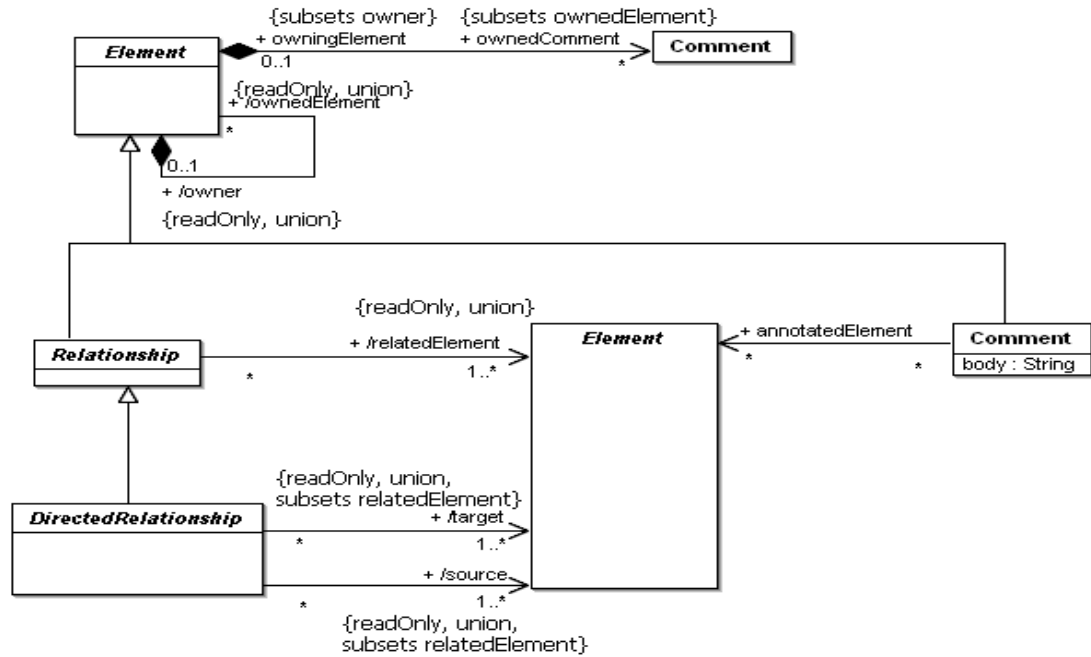 {subsets owner} {subsets ownedElement}
Element
+ owningElement + ownedComment
Comment
0..1 *
{readOnly, union}
+ /ownedElement
*
0..1
+ /owner
{readOnly, union}
{readOnly, union}
+ /relatedElement
Element
+ annotatedElement
Comment
Relationship
* 1..*
* *
body : String
{readOnly, union,
subsets relatedElement}
DirectedRelationship
+ /target
* 1..*
+ /source
* 1..*
{readOnly, union,
subsets relatedElement}